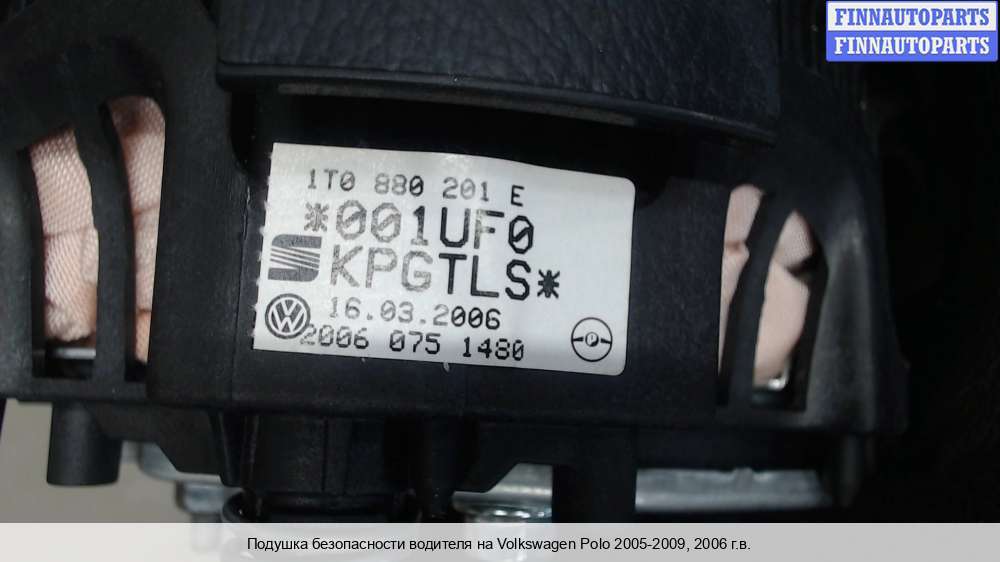 FINNAUTOPARTS
FINNAUTOPARTS
1T0 880 201 E
*001UF0
KPGTLS*
16.03.2006
2006 075 1480
Подушка безопасности водителя на Volkswagen Polo 2005-2009, 2006 г.в.